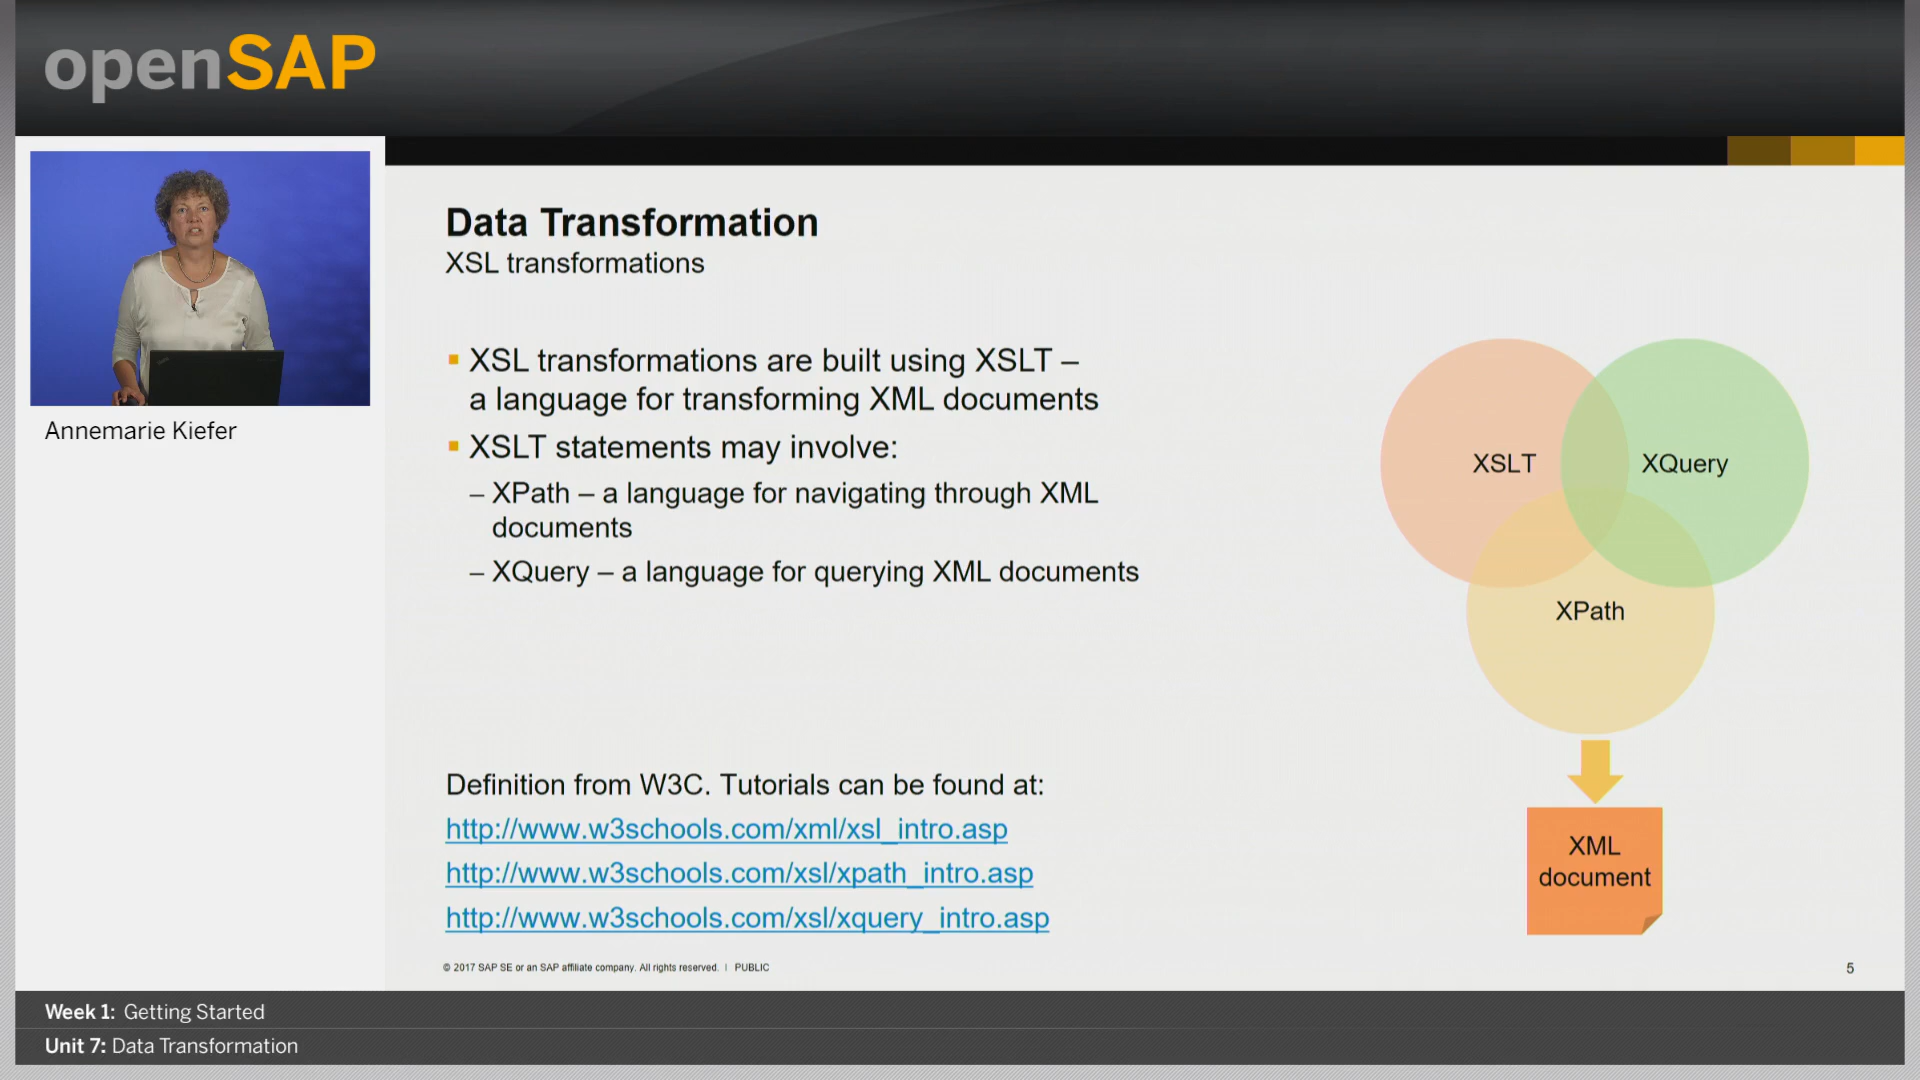 openSAP
Annemarie Kiefer
Data Transformation
XSL transformations
▪ XSL transformations are built using XSLT –
a language for transforming XML documents
▪ XSLT statements may involve:
– XPath – a language for navigating through XML
documents
– XQuery – a language for querying XML documents
XSLT
XQuery
XPath
XML
document
Definition from W3C. Tutorials can be found at:
http://www.w3schools.com/xml/xsl_intro.asp
http://www.w3schools.com/xsl/xpath_intro.asp
http://www.w3schools.com/xsl/xquery_intro.asp
© 2017 SAP SE or an SAP affiliate company. All rights reserved. | PUBLIC
5
Week 1: Getting Started
Unit 7: Data Transformation